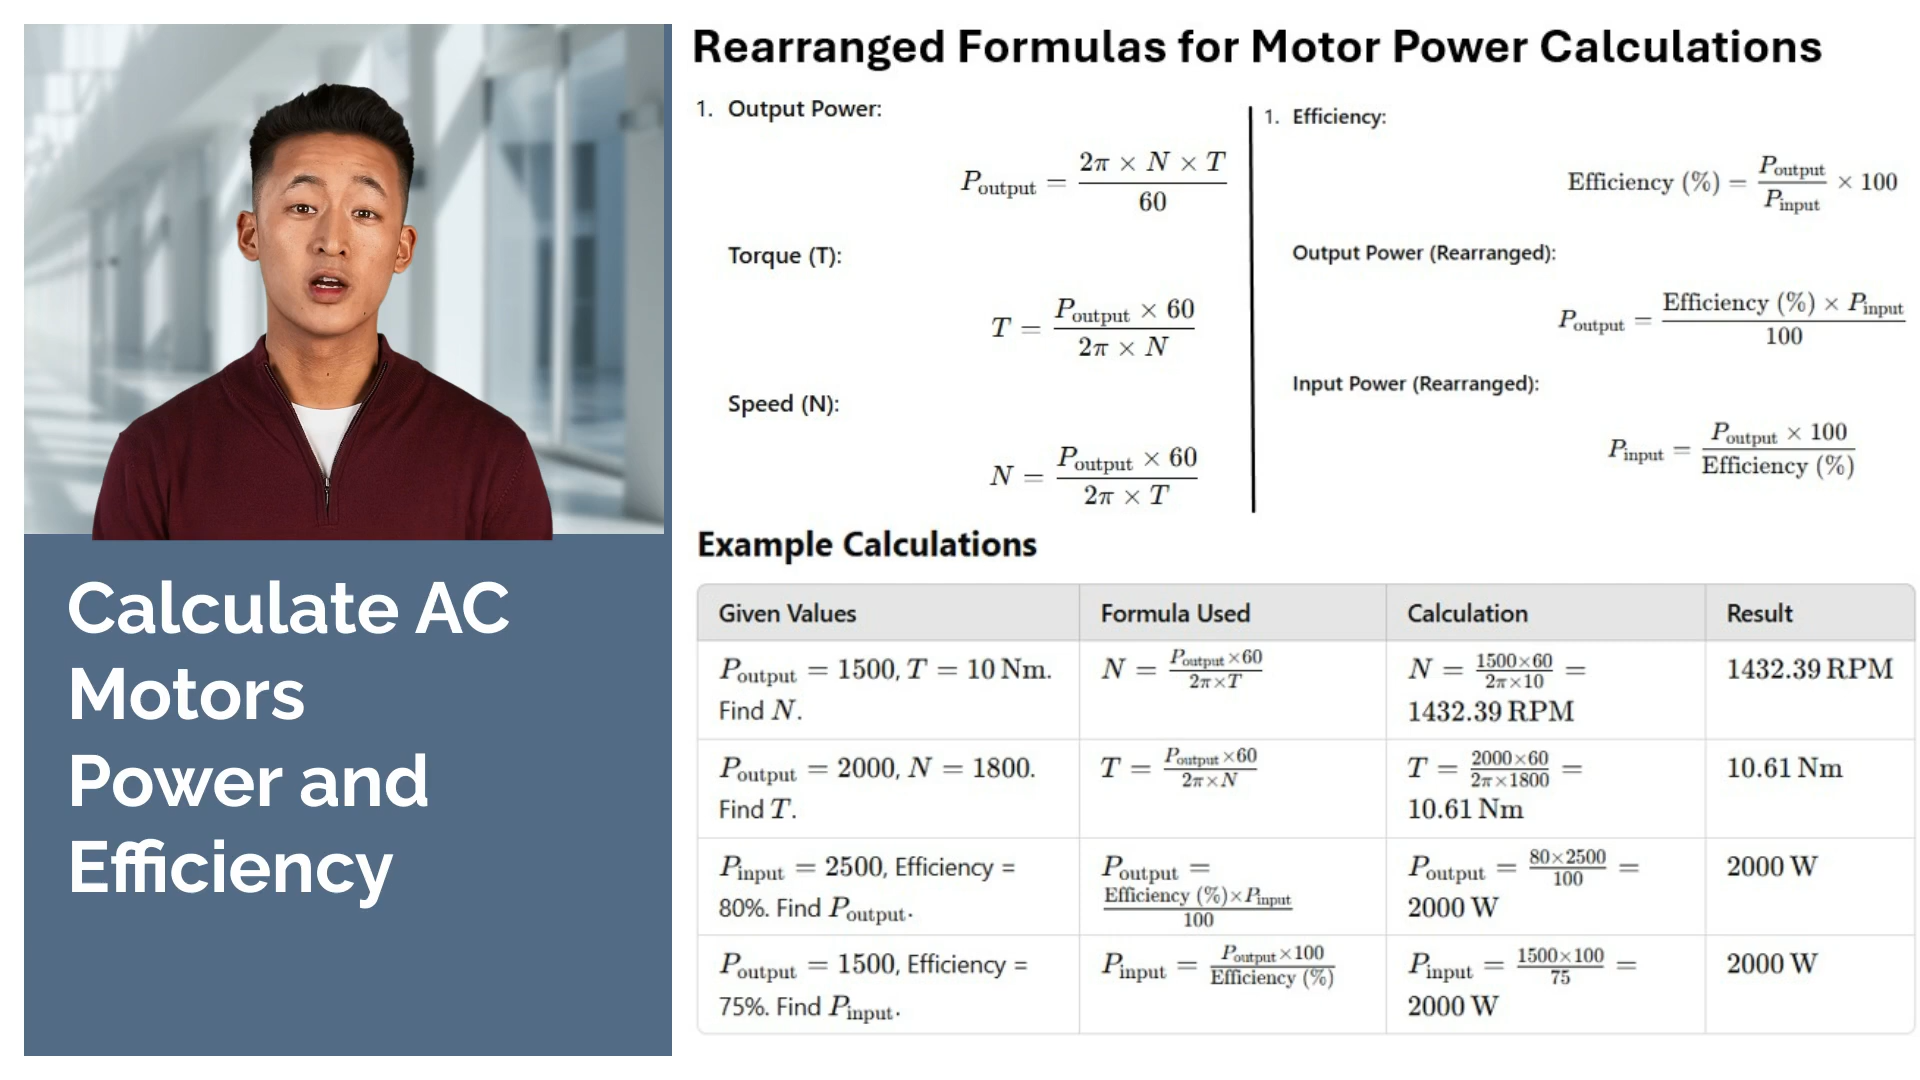 Rearranged Formulas for Motor Power Calculations
1. Output Power:
P_output = (2π × N × T) / 60
Torque (T):
T = (P_output × 60) / (2π × N)
Speed (N):
N = (P_output × 60) / (2π × T)
1. Efficiency:
Efficiency (%) = P_output / P_input × 100
Output Power (Rearranged):
P_output = (Efficiency (%) × P_input) / 100
Input Power (Rearranged):
P_input = (P_output × 100) / Efficiency (%)
Calculate AC
Motors
Power and
Efficiency
Example Calculations
Given Values | Formula Used | Calculation | Result
P_output = 1500, T = 10 Nm. Find N. | N = (P_output×60) / (2π×T) | N = (1500×60) / (2π×10) = 1432.39 RPM | 1432.39 RPM
P_output = 2000, N = 1800. Find T. | T = (P_output×60) / (2π×N) | T = (2000×60) / (2π×1800) = 10.61 Nm | 10.61 Nm
P_input = 2500, Efficiency = 80%. Find P_output. | P_output = (Efficiency (%)×P_input) / 100 | P_output = (80×2500) / 100 = 2000 W | 2000 W
P_output = 1500, Efficiency = 75%. Find P_input. | P_input = (P_output×100) / Efficiency (%) | P_input = (1500×100) / 75 = 2000 W | 2000 W